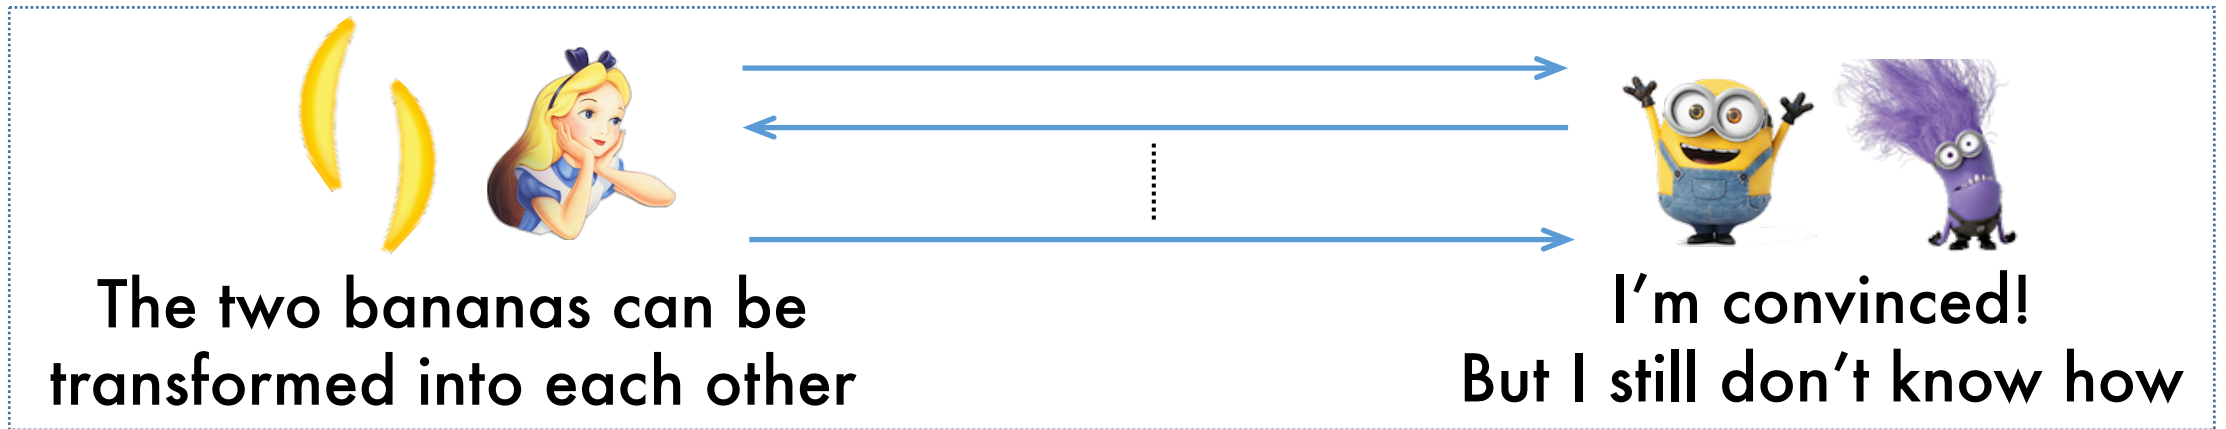 The two bananas can be
transformed into each other
I’m convinced!
But I still don’t know how